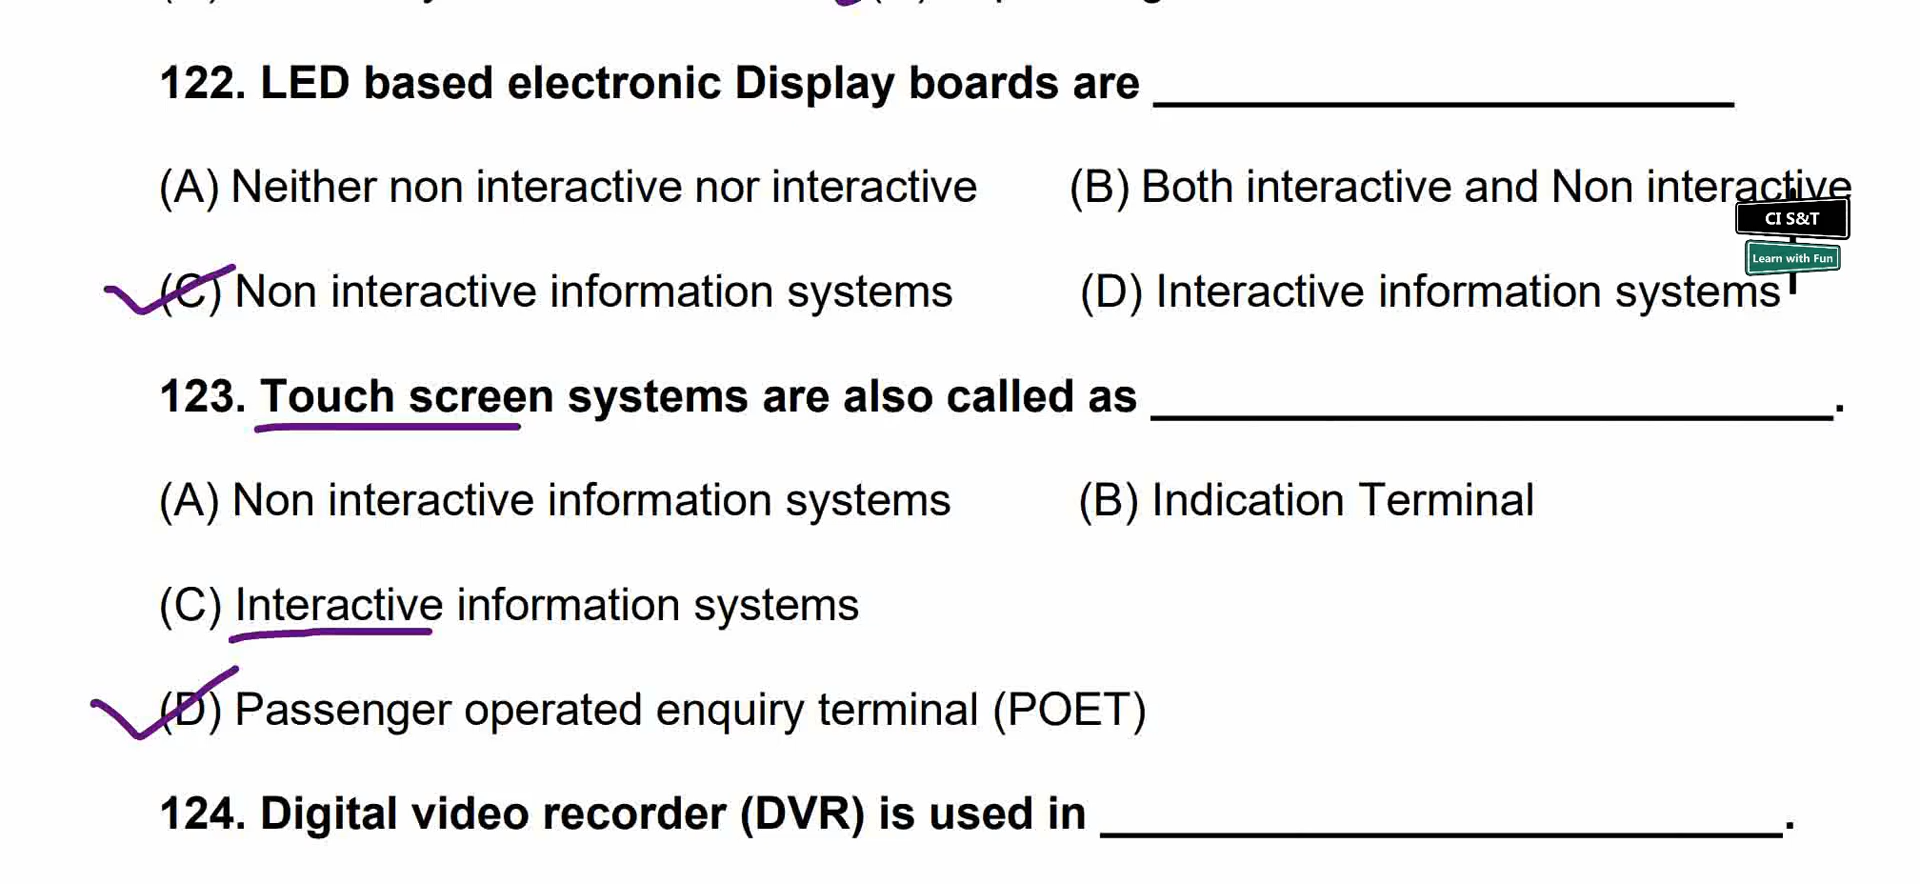 122. LED based electronic Display boards are ____________________
(A) Neither non interactive nor interactive (B) Both interactive and Non interactive
CI S&T
Learn with Fun
(C) Non interactive information systems (D) Interactive information systems
123. Touch screen systems are also called as ____________________.
(A) Non interactive information systems (B) Indication Terminal
(C) Interactive information systems
(D) Passenger operated enquiry terminal (POET)
124. Digital video recorder (DVR) is used in ____________________.